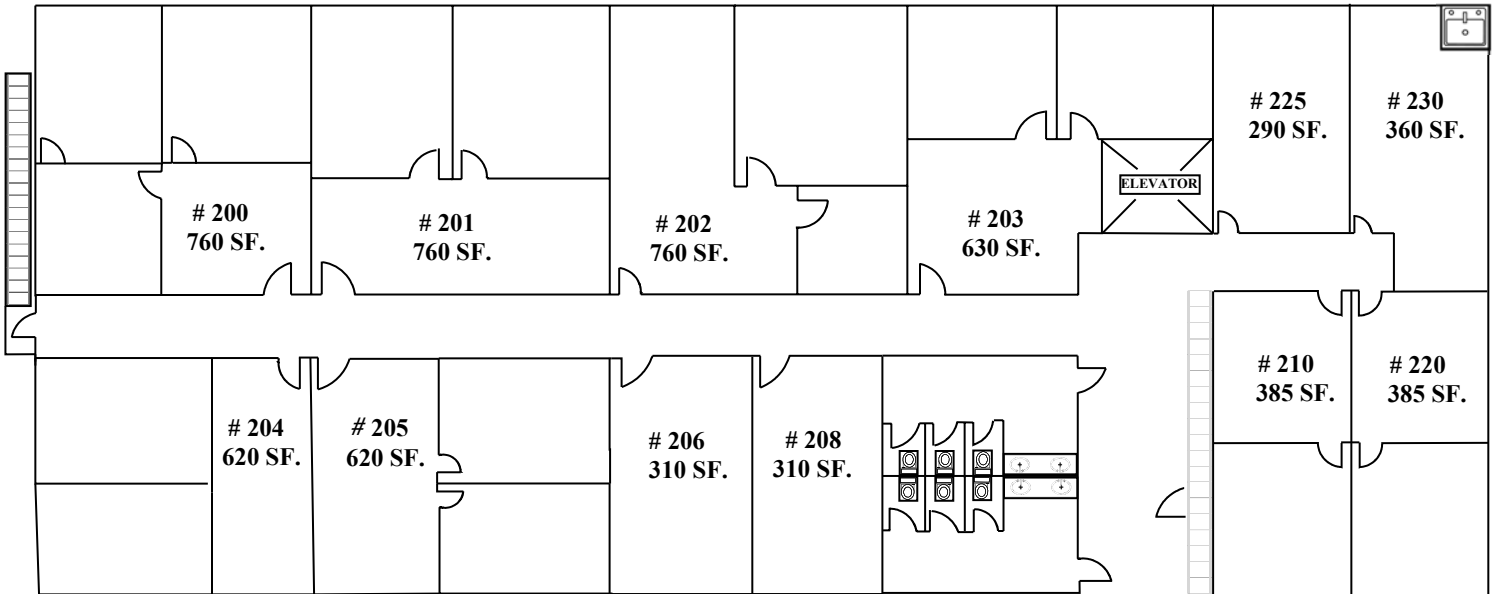 # 225
290 SF.
# 230
360 SF.
ELEVATOR
# 200
760 SF.
# 201
760 SF.
# 202
760 SF.
# 203
630 SF.
# 204
620 SF.
# 205
620 SF.
# 206
310 SF.
# 208
310 SF.
# 210
385 SF.
# 220
385 SF.